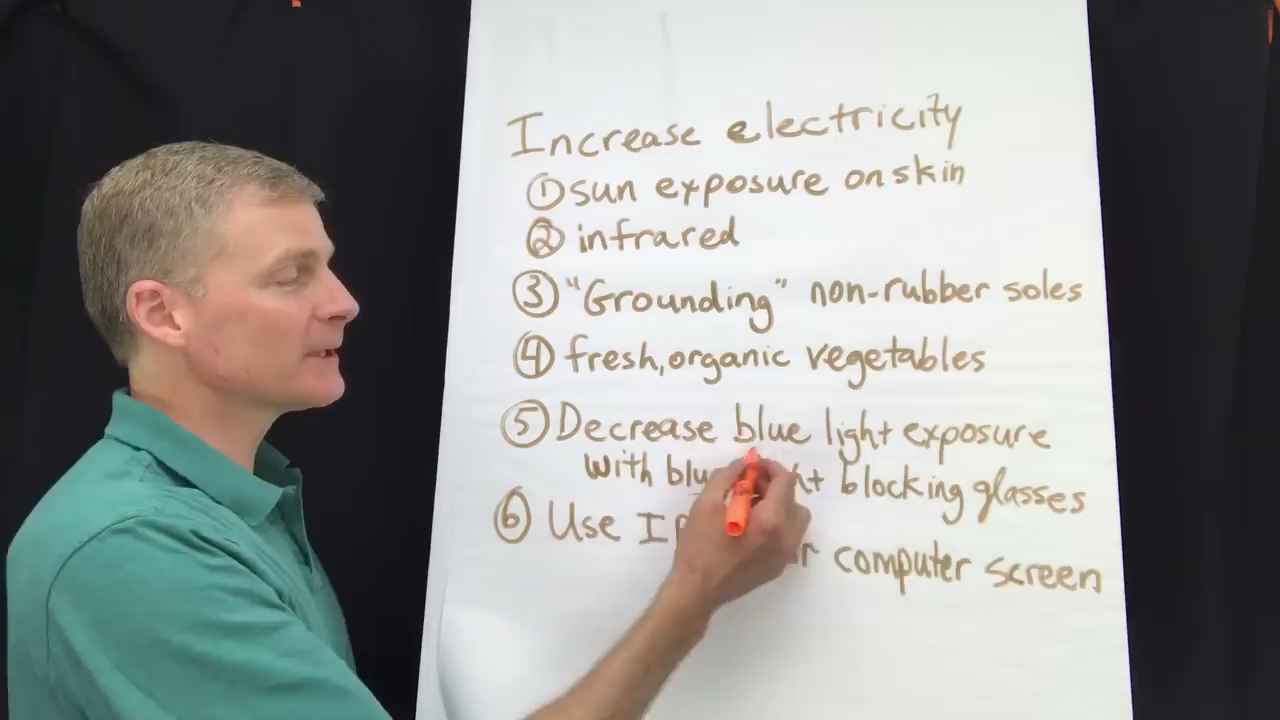 Increase electricity
① sun exposure on skin
② infrared
③ "Grounding" non-rubber soles
④ fresh, organic vegetables
⑤ Decrease blue light exposure
with blocking glasses
⑥ Use computer screen